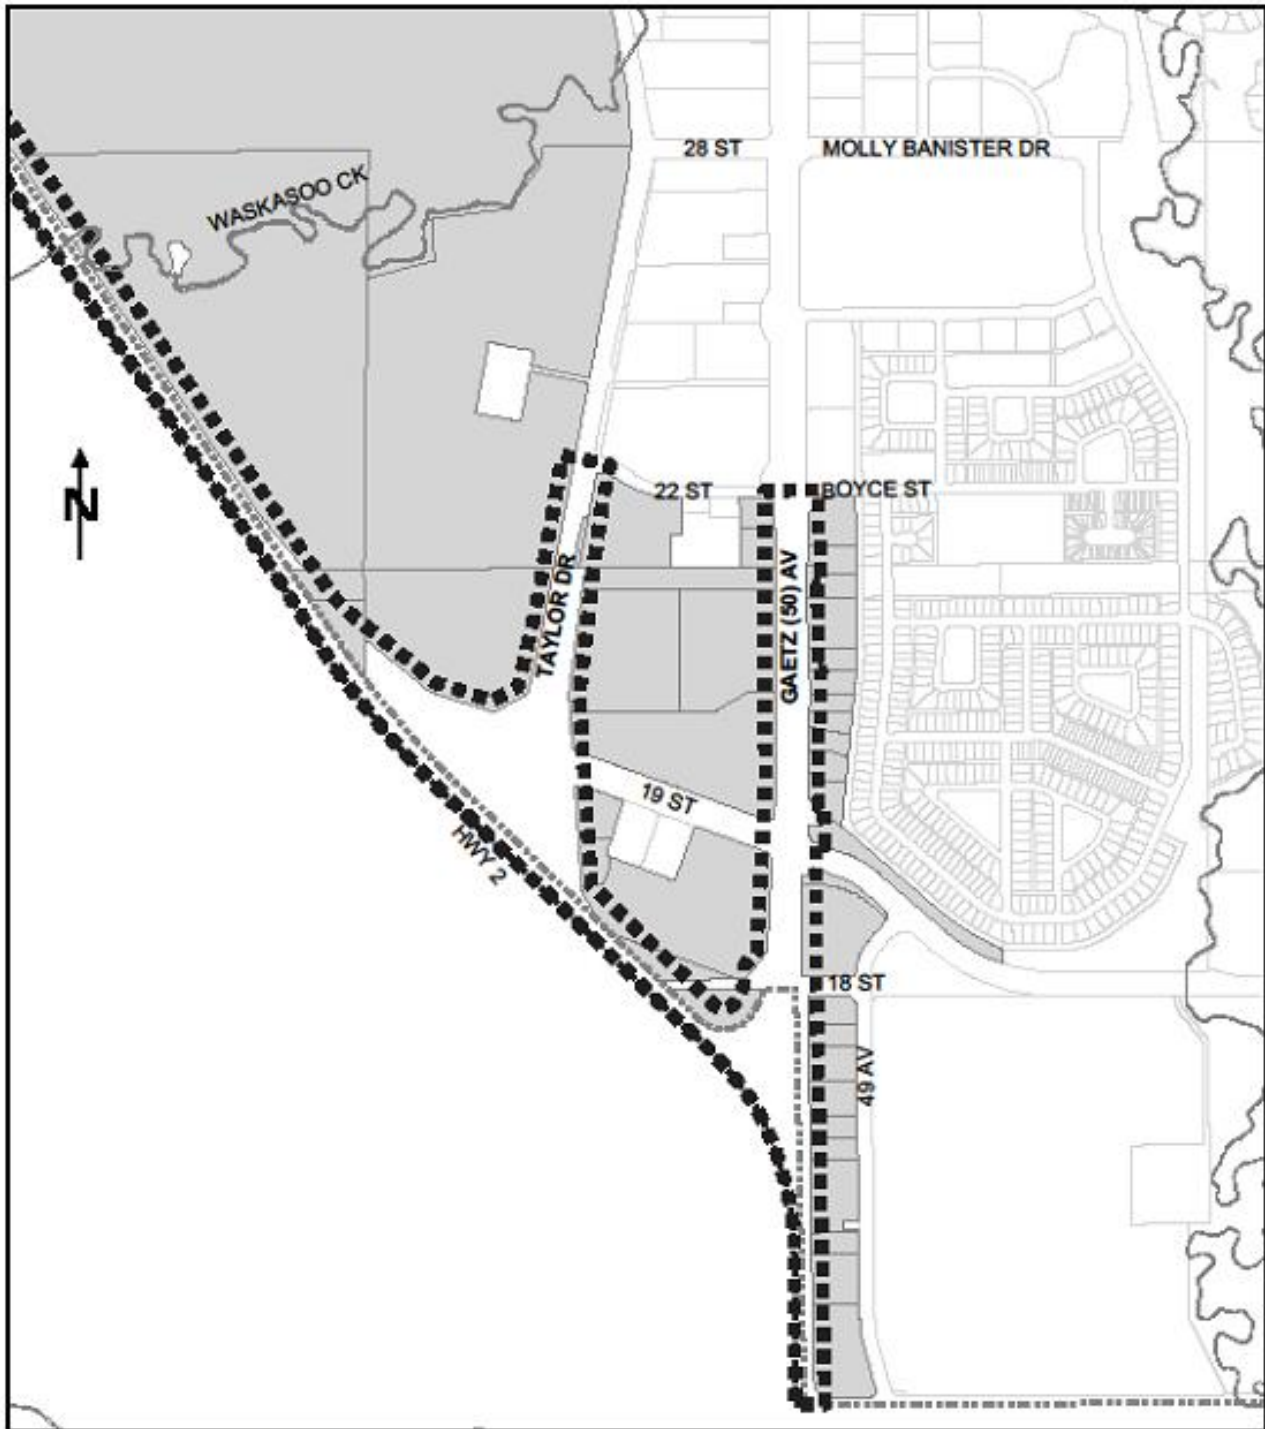 28 ST
MOLLY BANISTER DR
WASKASOO CK
N
22 ST
BOYCE ST
TAYLOR DR
GAETZ (50) AV
19 ST
HWY 2
18 ST
49 AV